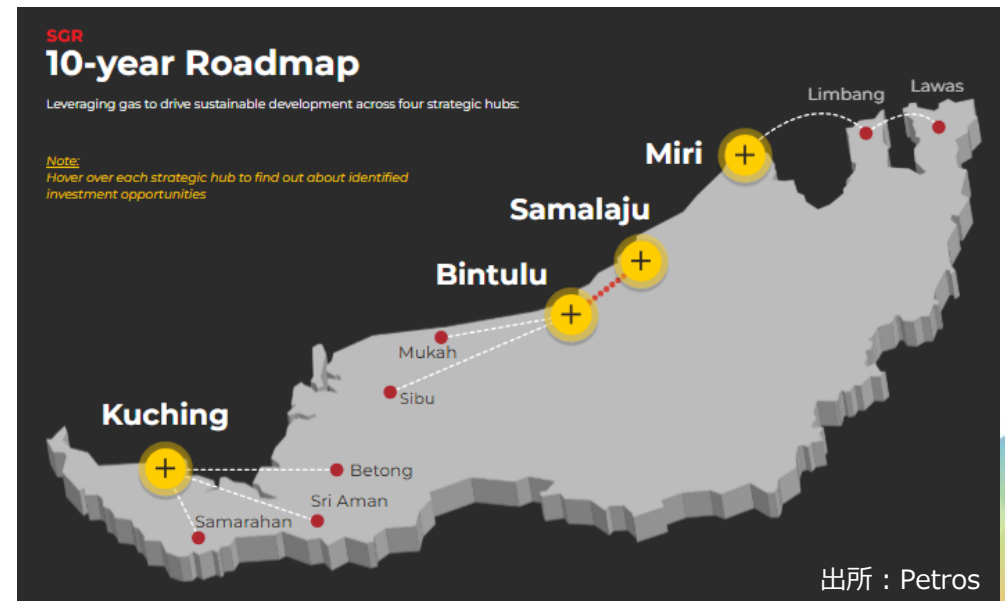 SGR
10-year Roadmap
Leveraging gas to drive sustainable development across four strategic hubs:
Note:
Hover over each strategic hub to find out about identified
investment opportunities
Limbang
Lawas
Miri
Samalaju
Bintulu
Mukah
Sibu
Kuching
Betong
Sri Aman
Samarahan
出所：Petros